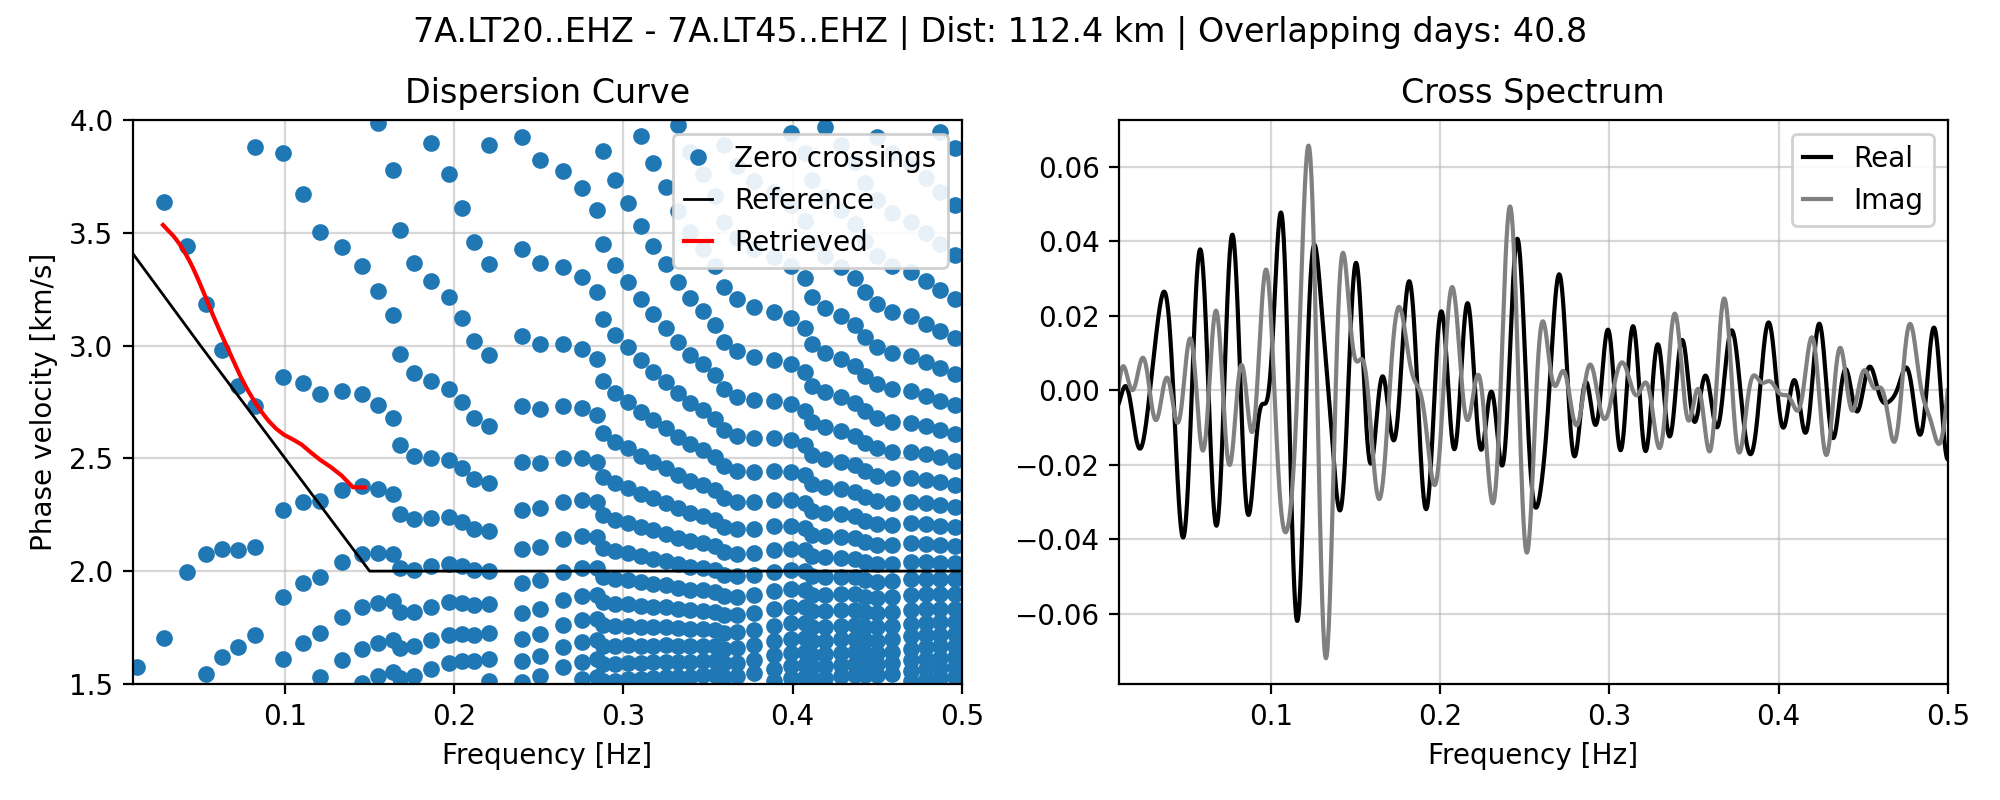 7A.LT20..EHZ - 7A.LT45..EHZ | Dist: 112.4 km | Overlapping days: 40.8
Dispersion Curve
4.0
3.5
3.0
2.5
2.0
1.5
Phase velocity [km/s]
0.1 0.2 0.3 0.4 0.5
Frequency [Hz]
Zero crossings
Reference
Retrieved
Cross Spectrum
0.06
0.04
0.02
0.00
−0.02
−0.04
−0.06
0.1 0.2 0.3 0.4 0.5
Frequency [Hz]
Real
Imag